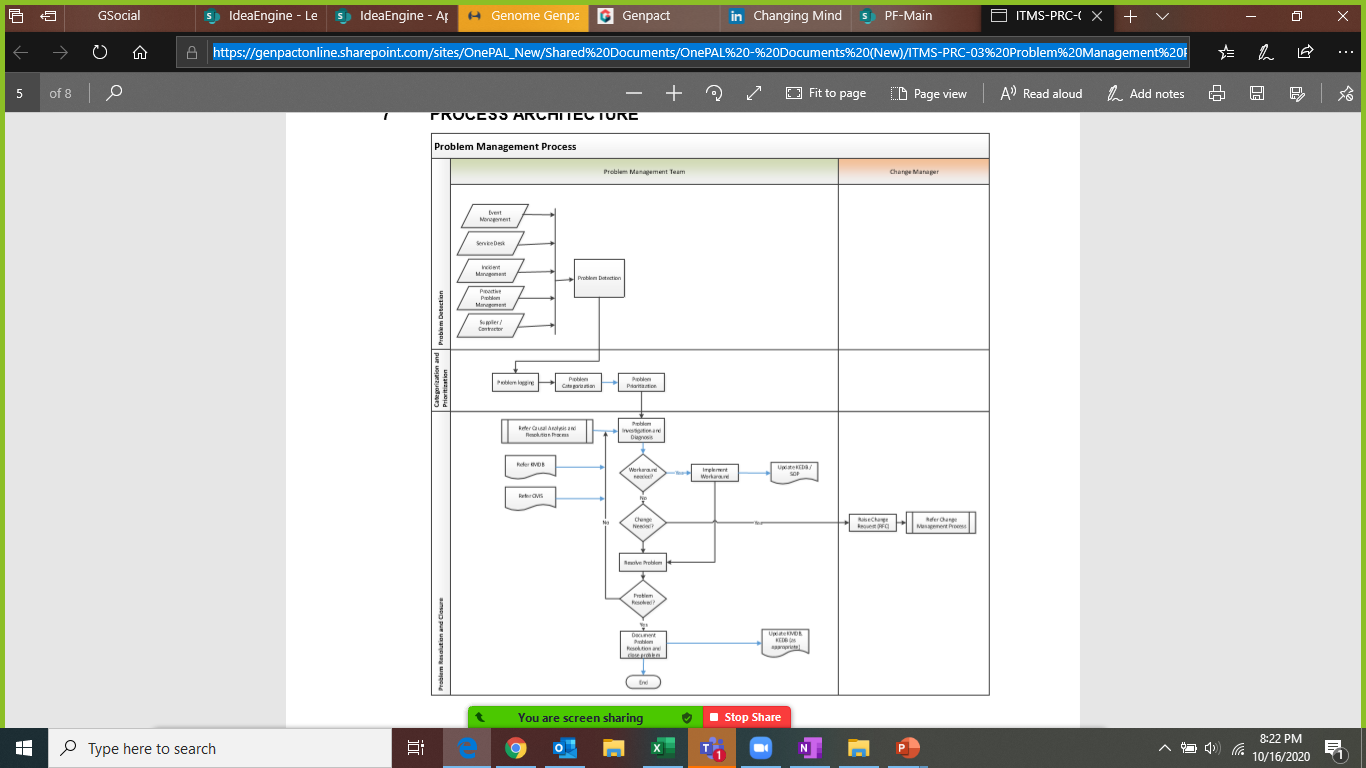 GSocial
IdeaEngine - Le
IdeaEngine - Ap
Genome Genpa
Genpact
Changing Mind
PF-Main
ITMS-PRC-(
https://genpactonline.sharepoint.com/sites/OnePAL_New/Shared%20Documents/OnePAL%20-%20Documents%20(New)/ITMS-PRC-03%20Problem%20Management%20P
5
of 8
Fit to page
Page view
Read aloud
Add notes
7 PROCESS ARCHITECTURE
Problem Management Process
Problem Management Team
Change Manager
Problem Detection
Event
Management
Service Desk
Incident
Management
Proactive
Problem
Management
Supplier /
Contractor
Problem Detection
Categorization and
Prioritization
Problem logging
Problem
Categorization
Problem
Prioritization
Problem Resolution and Closure
Refer Causal Analysis and
Resolution Process
Problem
Investigation and
Diagnosis
Refer KMDB
Workaround
needed?
Yes
Implement
Workaround
Update KEDB /
SOP
Refer CMS
No
No
Change
Needed?
Yes
Raise Change
Request (RFC)
Refer Change
Management Process
Resolve Problem
Problem
Resolved?
Yes
Document
Problem
Resolution and
close problem
Update KMDB,
KEDB (as
appropriate)
End
You are screen sharing
Stop Share
Type here to search
1
8:22 PM
10/16/2020
1